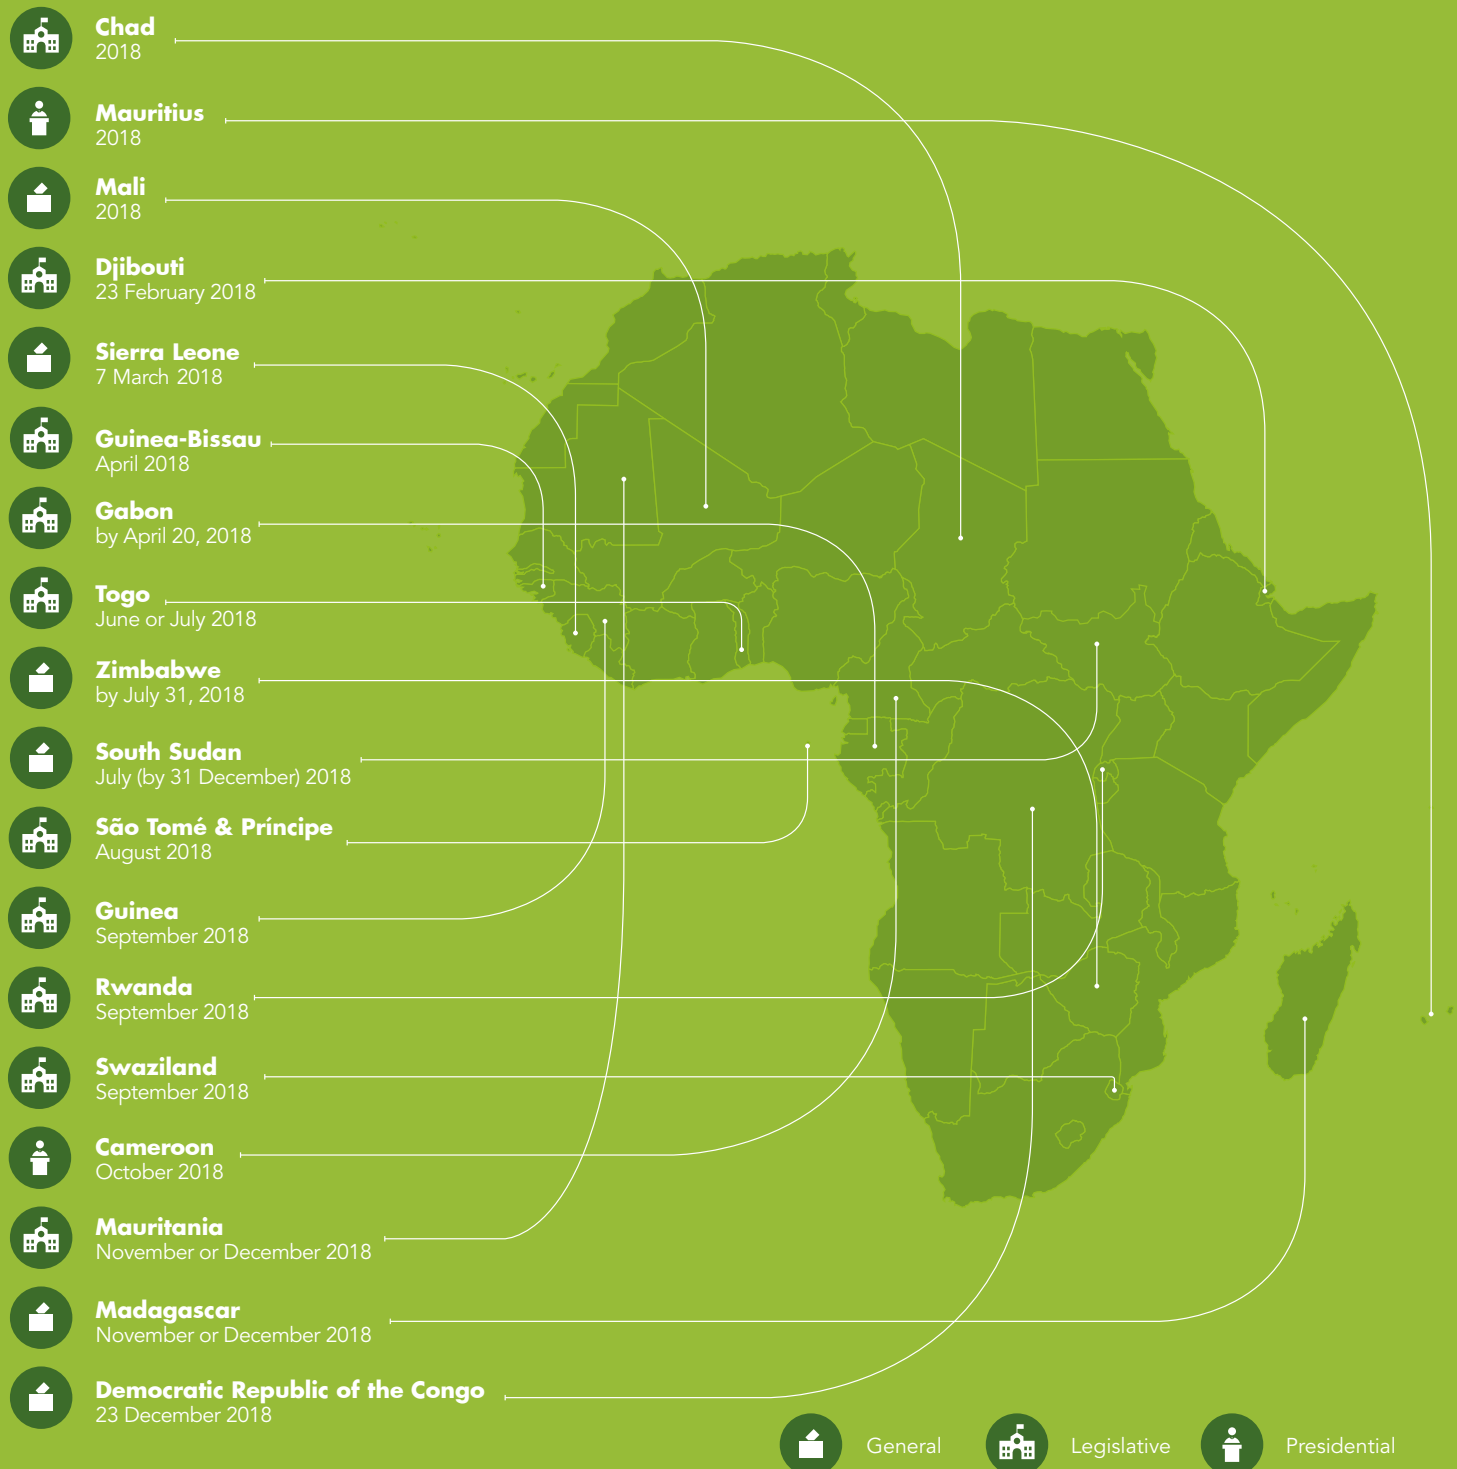 Chad
2018
Mauritius
2018
Mali
2018
Djibouti
23 February 2018
Sierra Leone
7 March 2018
Guinea-Bissau
April 2018
Gabon
by April 20, 2018
Togo
June or July 2018
Zimbabwe
by July 31, 2018
South Sudan
July (by 31 December) 2018
São Tomé & Príncipe
August 2018
Guinea
September 2018
Rwanda
September 2018
Swaziland
September 2018
Cameroon
October 2018
Mauritania
November or December 2018
Madagascar
November or December 2018
Democratic Republic of the Congo
23 December 2018
General
Legislative
Presidential